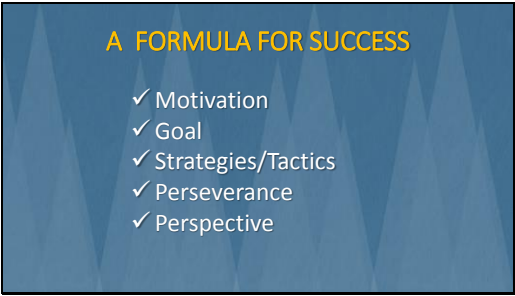 A FORMULA FOR SUCCESS
✓ Motivation
✓ Goal
✓ Strategies/Tactics
✓ Perseverance
✓ Perspective